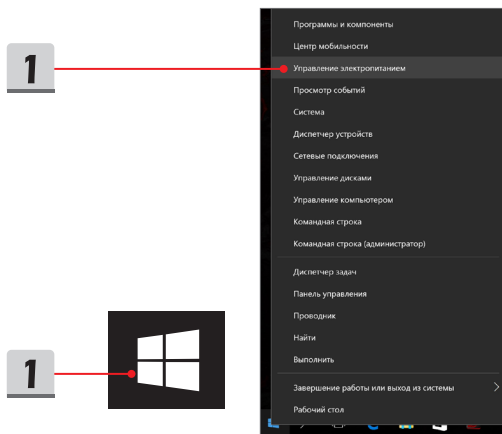 Программы и компоненты
Центр мобильности
1
Управление электропитанием
Просмотр событий
Система
Диспетчер устройств
Сетевые подключения
Управление дисками
Управление компьютером
Командная строка
Командная строка (администратор)
Диспетчер задач
Панель управления
Проводник
Найти
Выполнить
1
Завершение работы или выход из системы
Рабочий стол